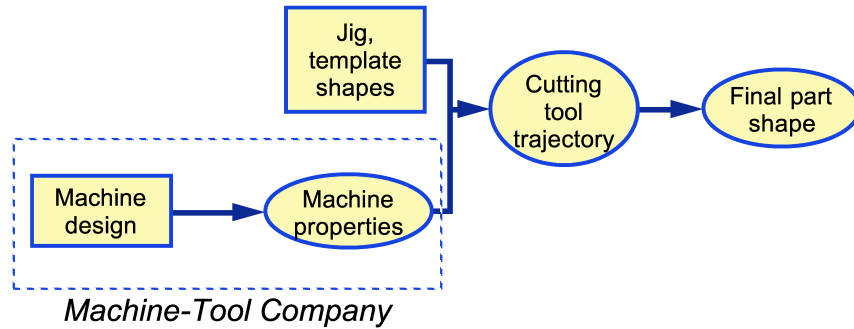 Jig,
template
shapes
Cutting
tool
trajectory
Final part
shape
Machine
design
Machine
properties
Machine-Tool Company